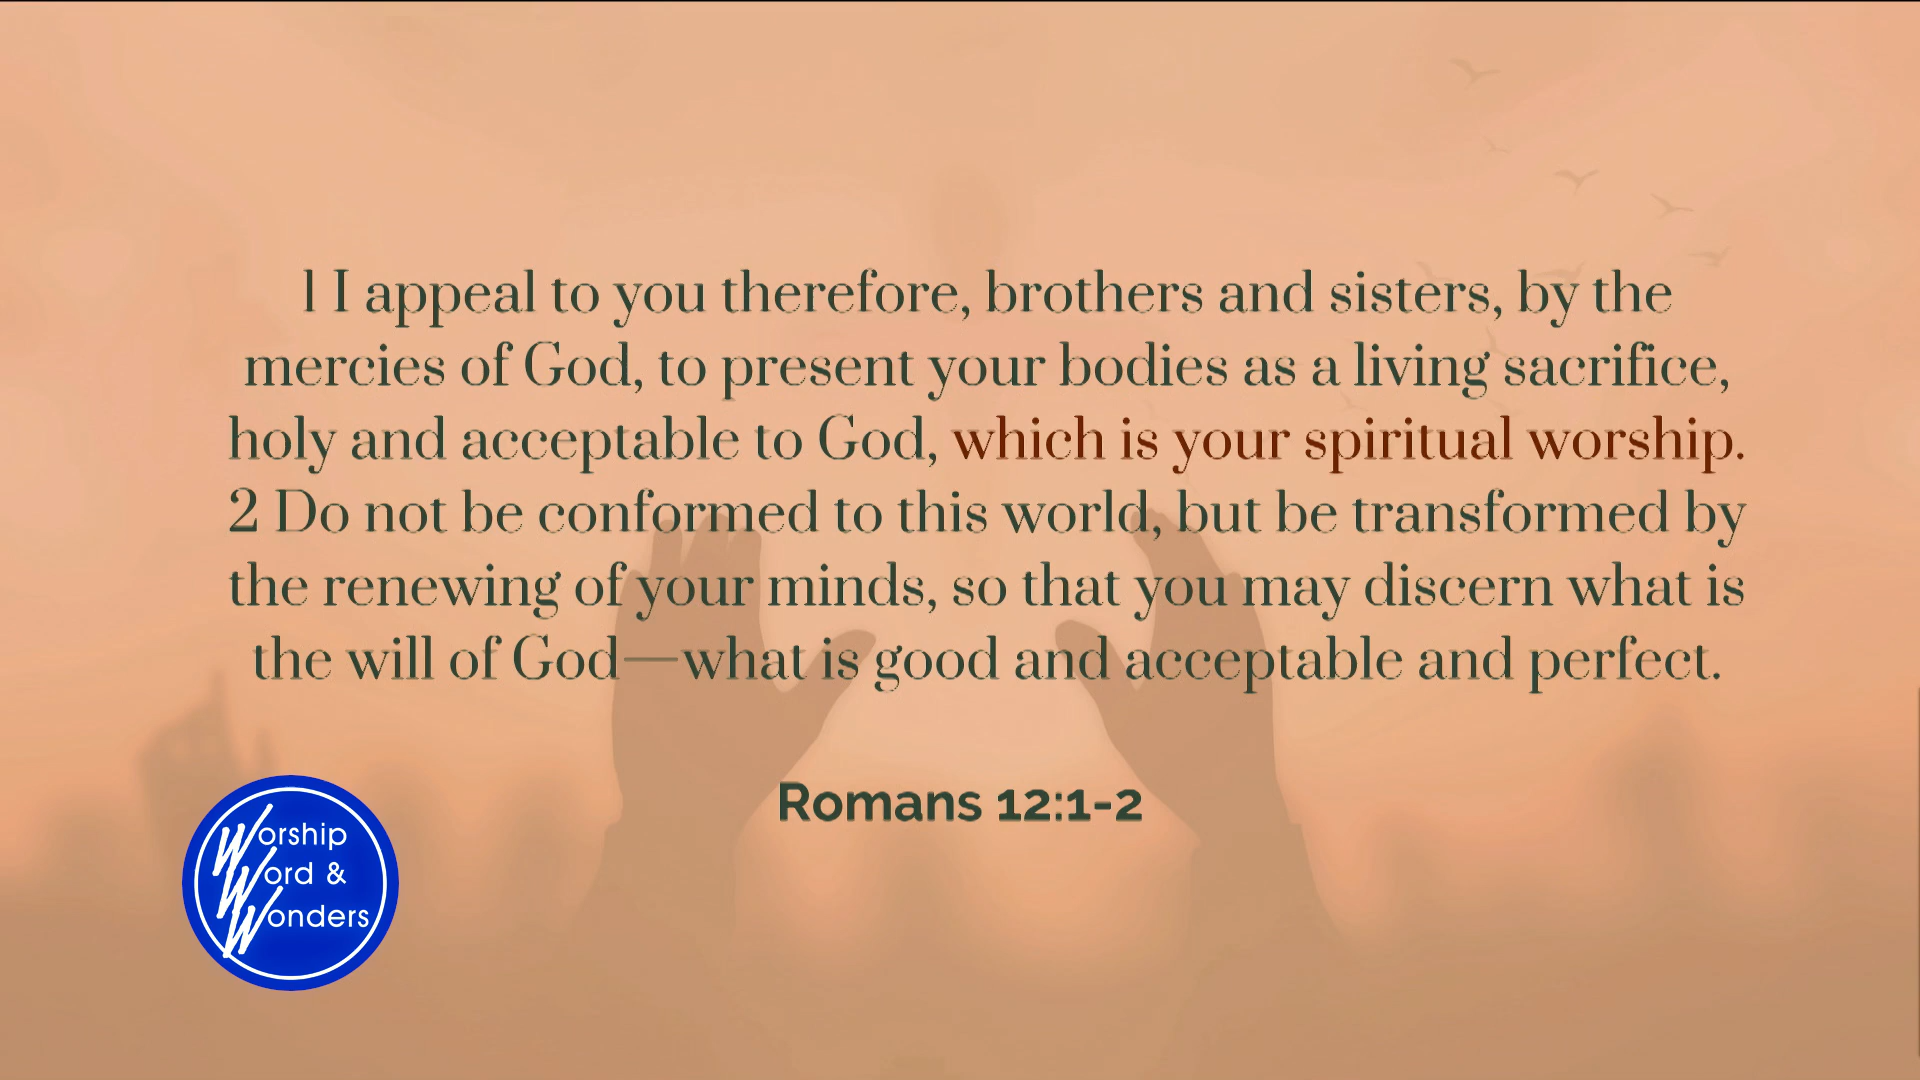 1 I appeal to you therefore, brothers and sisters, by the
mercies of God, to present your bodies as a living sacrifice,
holy and acceptable to God, which is your spiritual worship.
2 Do not be conformed to this world, but be transformed by
the renewing of your minds, so that you may discern what is
the will of God—what is good and acceptable and perfect.
Romans 12:1-2
Worship
Word &
Wonders